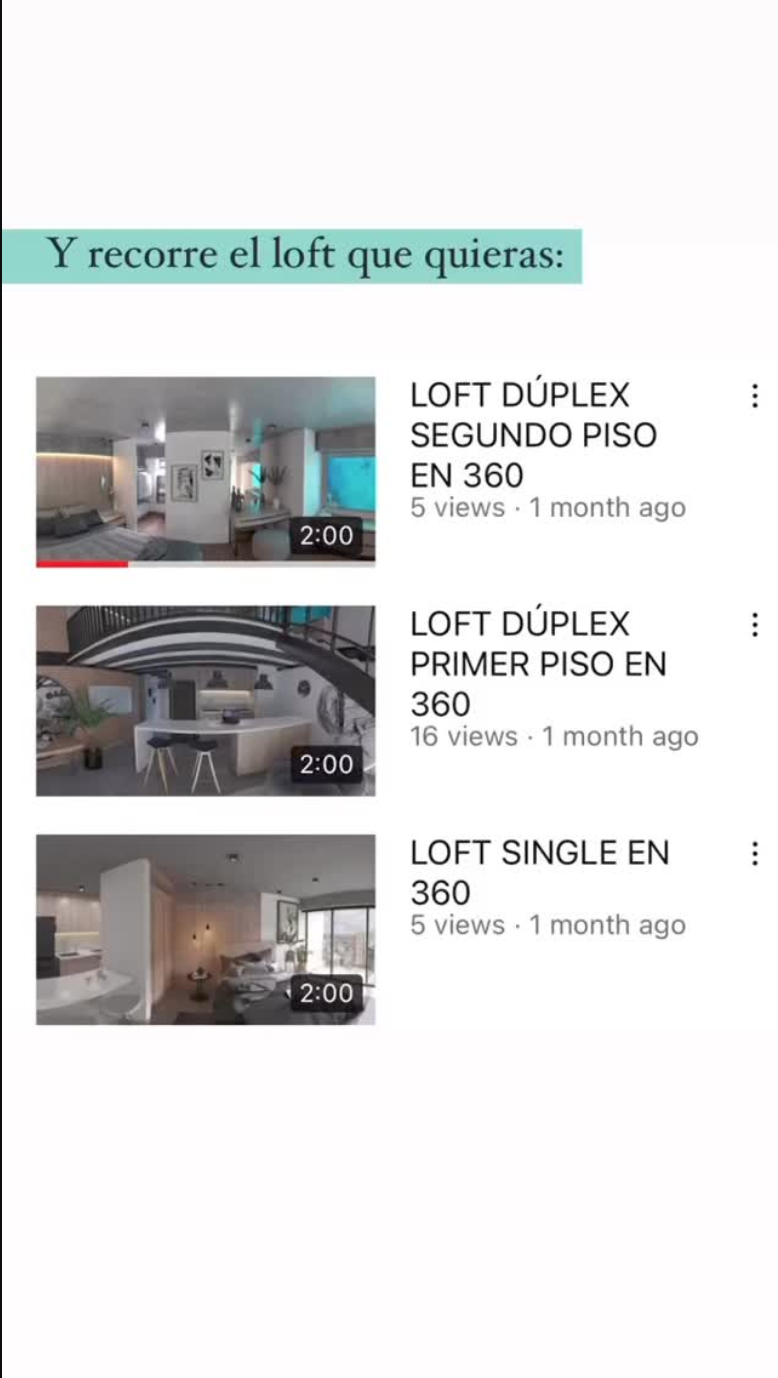 Y recorre el loft que quieras:
LOFT DÚPLEX
SEGUNDO PISO
EN 360
5 views · 1 month ago
2:00
LOFT DÚPLEX
PRIMER PISO EN
360
16 views · 1 month ago
2:00
LOFT SINGLE EN
360
5 views · 1 month ago
2:00